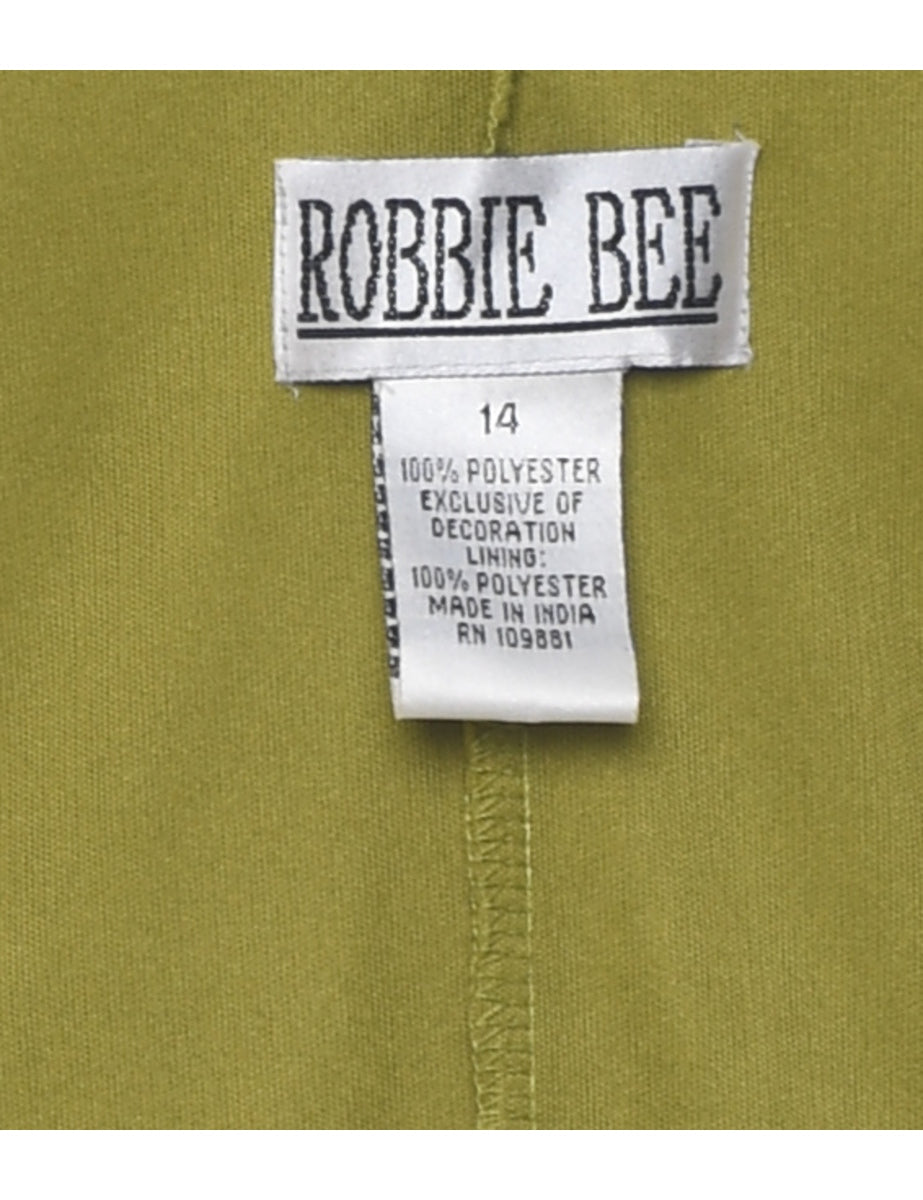 ROBBIE BEE
14
100% POLYESTER
EXCLUSIVE OF
DECORATION
LINING:
100% POLYESTER
MADE IN INDIA
RN 109881